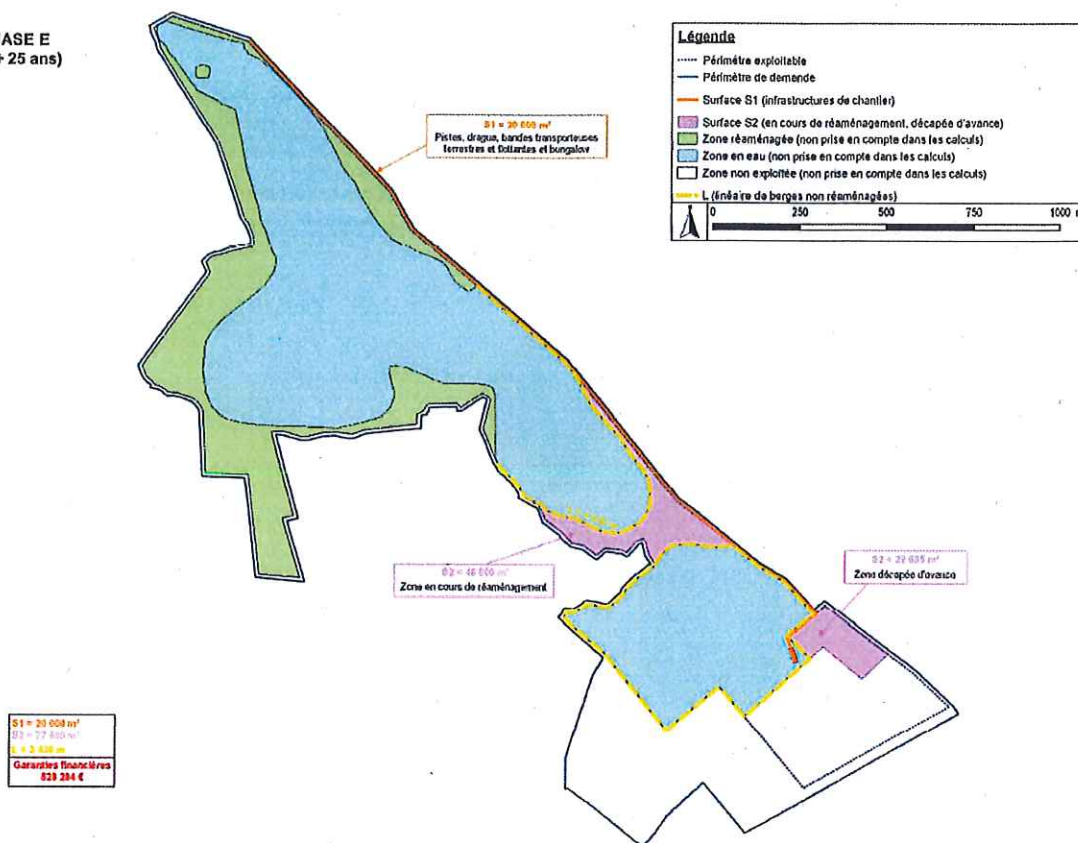 ASE E
+ 25 ans)
Légende
Périmètre exploitable
Périmètre de demande
Surface S1 (infrastructures de chantier)
Surface S2 (en cours de réaménagement, décapée d'avance)
Zone réaménagée (non prise en compte dans les calculs)
Zone en eau (non prise en compte dans les calculs)
Zone non exploitée (non prise en compte dans les calculs)
L (linéaire de berges non réaménagées)
0 250 500 750 1000
Pistes, drague, bandes transporteuses
terrestres et flottantes et bungalow
Zone en cours de réaménagement
Zone décapée d'avance
Garanties financières